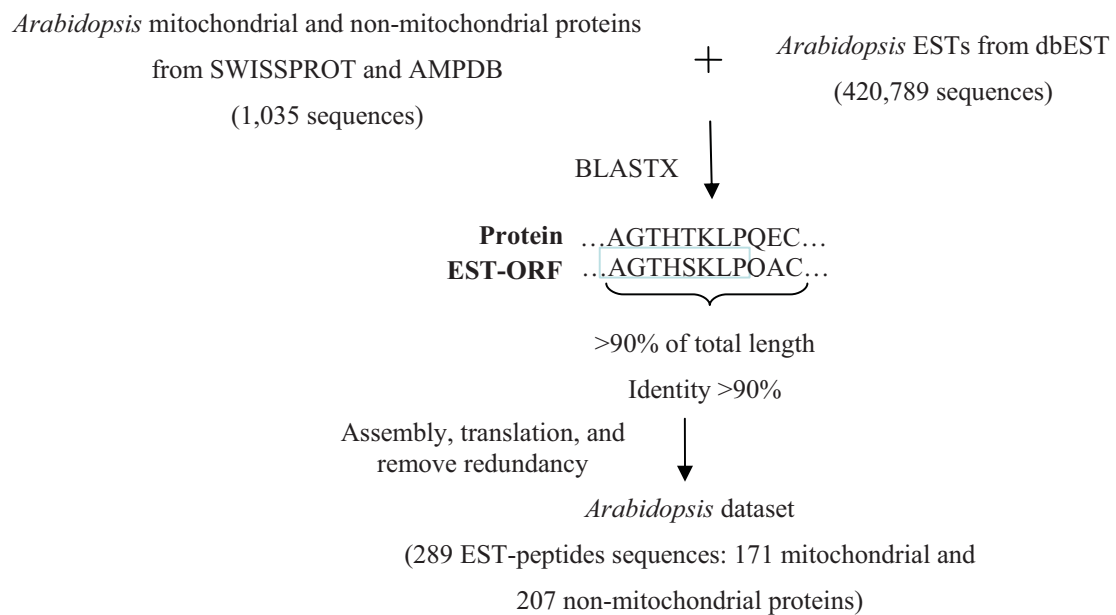 Arabidopsis mitochondrial and non-mitochondrial proteins
from SWISSPROT and AMPDB
(1,035 sequences)
+
Arabidopsis ESTs from dbEST
(420,789 sequences)
BLASTX
Protein …AGTHTKLPQEC…
EST-ORF …AGTHSKLPOAC…
>90% of total length
Identity >90%
Assembly, translation, and
remove redundancy
Arabidopsis dataset
(289 EST-peptides sequences: 171 mitochondrial and
207 non-mitochondrial proteins)